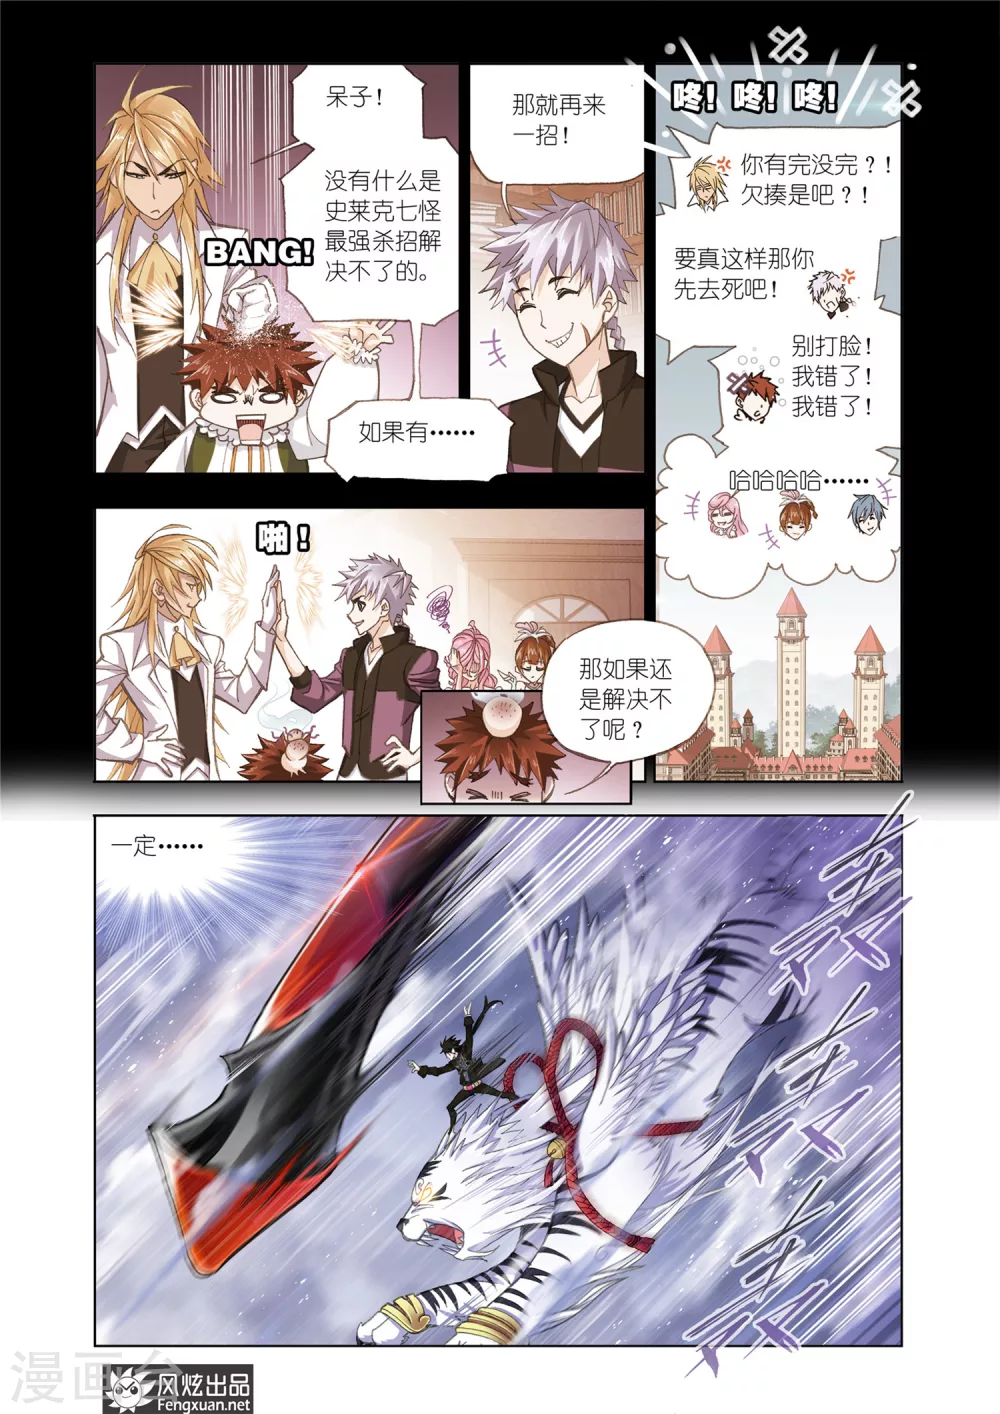 呆子！
没有什么是
史莱克七怪
最强杀招解
决不了的。
BANG!
如果有……
那就再来
一招！
啪！
那如果还
是解决不
了呢？
咚！咚！咚！
你有完没完？！
欠揍是吧？！
要真这样那你
先去死吧！
别打脸！
我错了！
我错了！
哈哈哈哈……
一定……
漫画台
风炫出品
Fengxuan.net